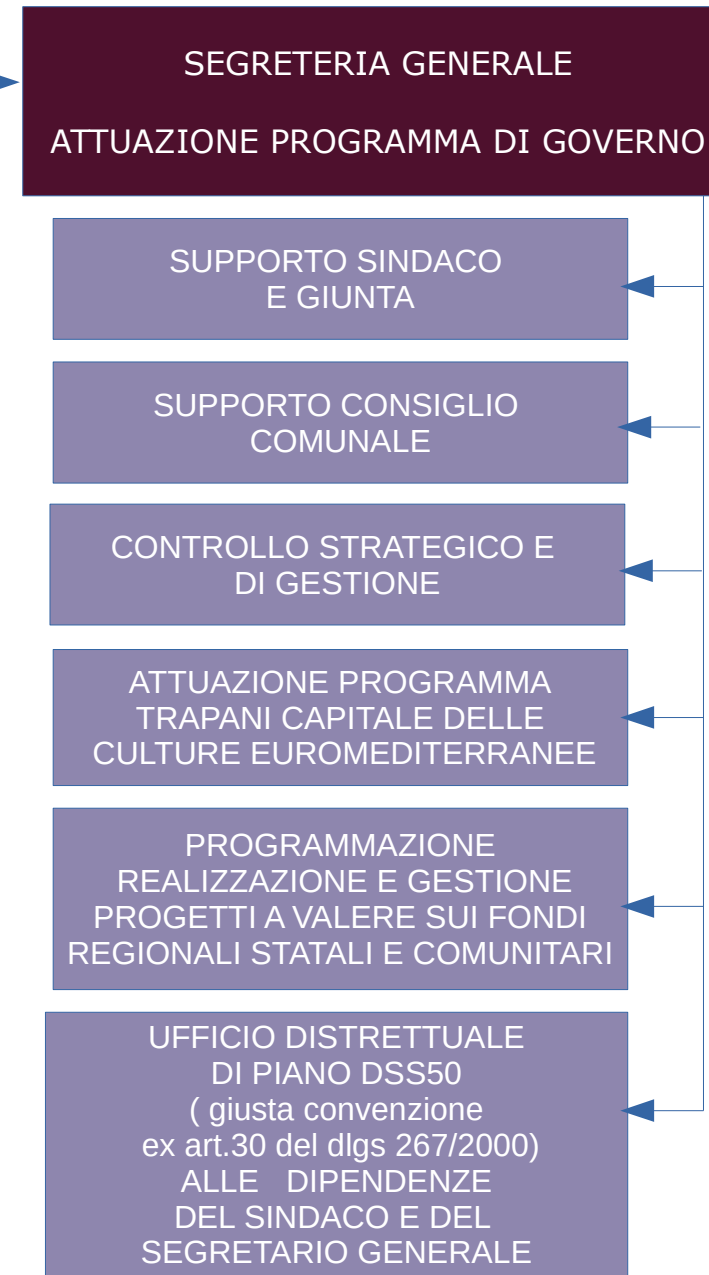 SEGRETERIA GENERALE
ATTUAZIONE PROGRAMMA DI GOVERNO
SUPPORTO SINDACO
E GIUNTA
SUPPORTO CONSIGLIO
COMUNALE
CONTROLLO STRATEGICO E
DI GESTIONE
ATTUAZIONE PROGRAMMA
TRAPANI CAPITALE DELLE
CULTURE EUROMEDITERRANEE
PROGRAMMAZIONE
REALIZZAZIONE E GESTIONE
PROGETTI A VALERE SUI FONDI
REGIONALI STATALI E COMUNITARI
UFFICIO DISTRETTUALE
DI PIANO DSS50
( giusta convenzione
ex art.30 del dlgs 267/2000)
ALLE DIPENDENZE
DEL SINDACO E DEL
SEGRETARIO GENERALE